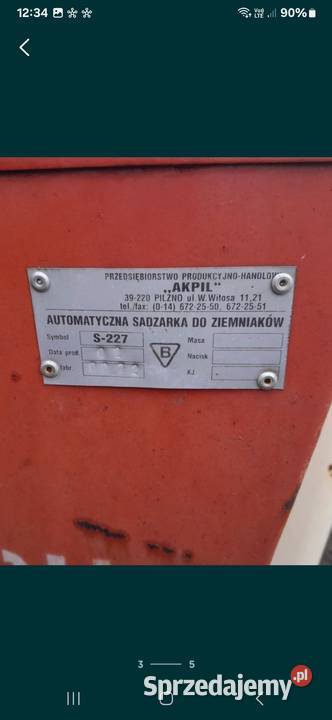 12:34 90%
PRZEDSIĘBIORSTWO PRODUKCYJNO-HANDLOW
„AKPIL"
39-220 PILZNO ul. W. Witosa 11,21
tel./fax: (0-14) 672-25-50, 672-25-51
AUTOMATYCZNA SADZARKA DO ZIEMNIAKÓW
Symbol S-227 Masa
Data prod. B Nacisk
fabr. KJ
3 5
Sprzedajemy.pl